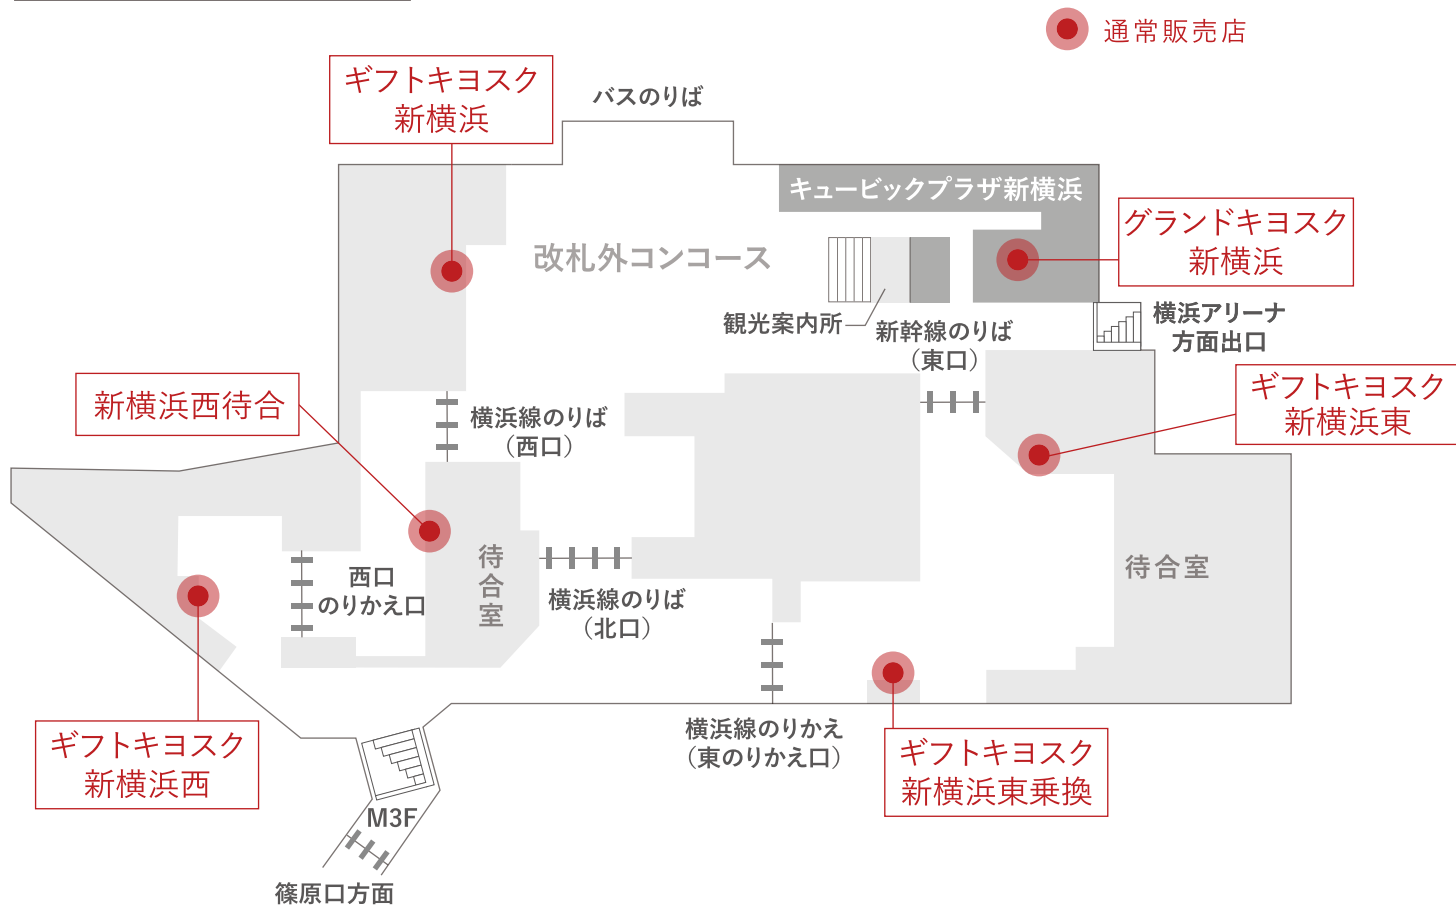 通常販売店
ギフトキヨスク
新横浜
バスのりば
キュービックプラザ新横浜
グランドキヨスク
新横浜
改札外コンコース
観光案内所
新幹線のりば
（東口）
横浜アリーナ
方面出口
ギフトキヨスク
新横浜東
新横浜西待合
横浜線のりば
（西口）
待合室
西口
のりかえ口
横浜線のりば
（北口）
待合室
ギフトキヨスク
新横浜西
横浜線のりかえ
（東のりかえ口）
ギフトキヨスク
新横浜東乗換
M3F
篠原口方面